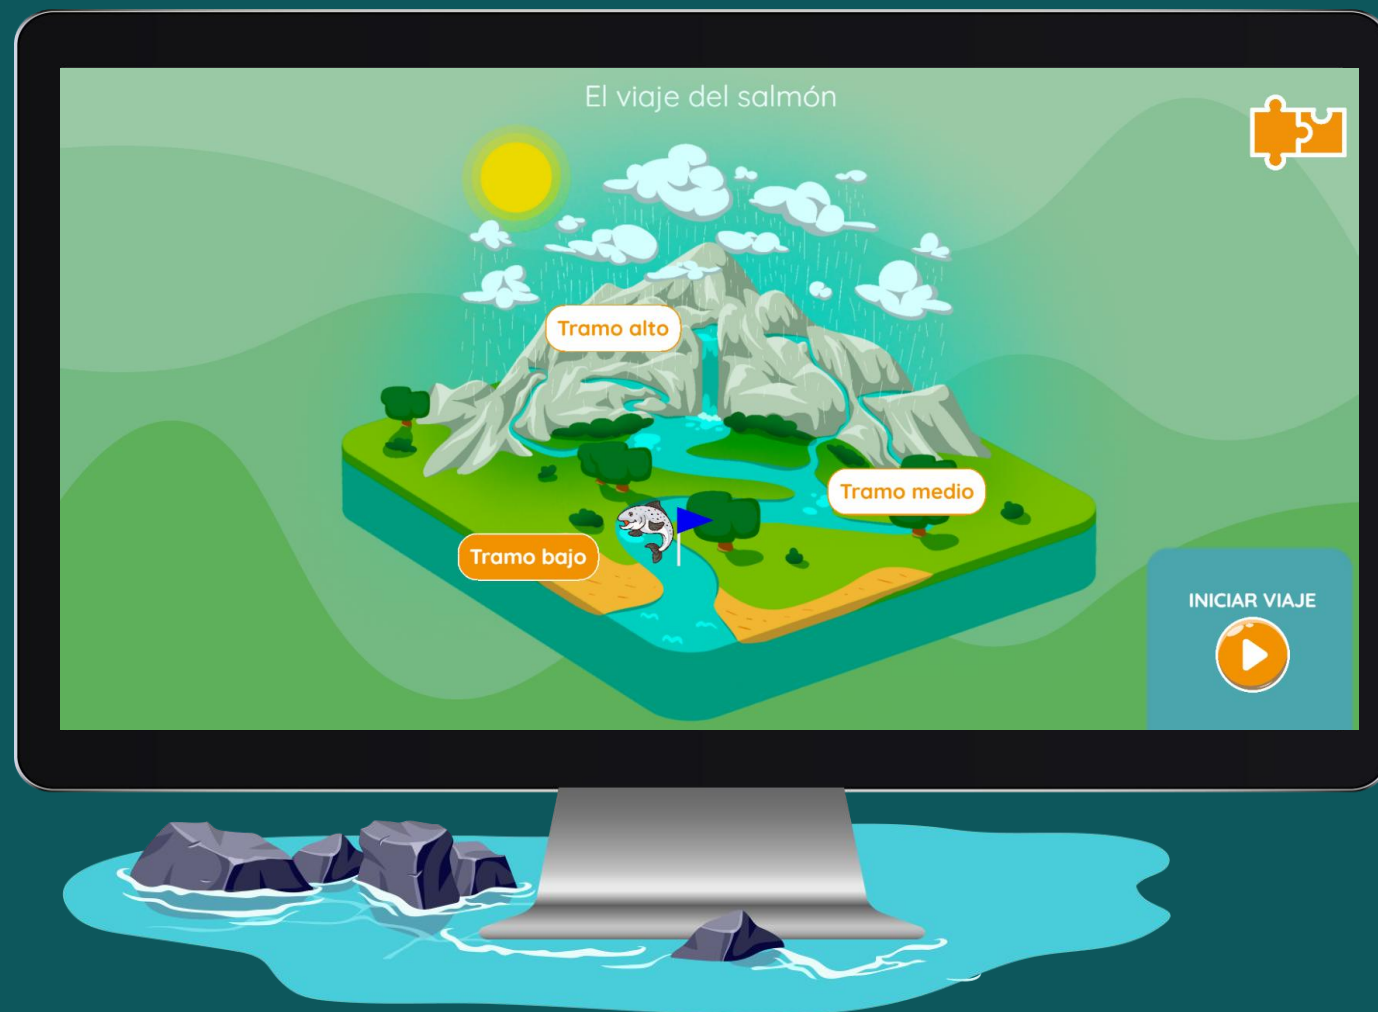 El viaje del salmón
Tramo alto
Tramo medio
Tramo bajo
INICIAR VIAJE